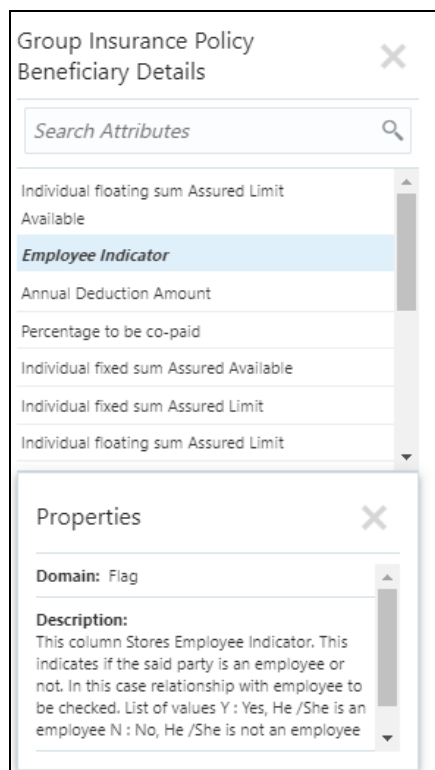 Group Insurance Policy
Beneficiary Details
Search Attributes
Individual floating sum Assured Limit
Available
Employee Indicator
Annual Deduction Amount
Percentage to be co-paid
Individual fixed sum Assured Available
Individual fixed sum Assured Limit
Individual floating sum Assured Limit
Properties
Domain: Flag
Description:
This column Stores Employee Indicator. This
indicates if the said party is an employee or
not. In this case relationship with employee to
be checked. List of values Y : Yes, He /She is an
employee N : No, He /She is not an employee